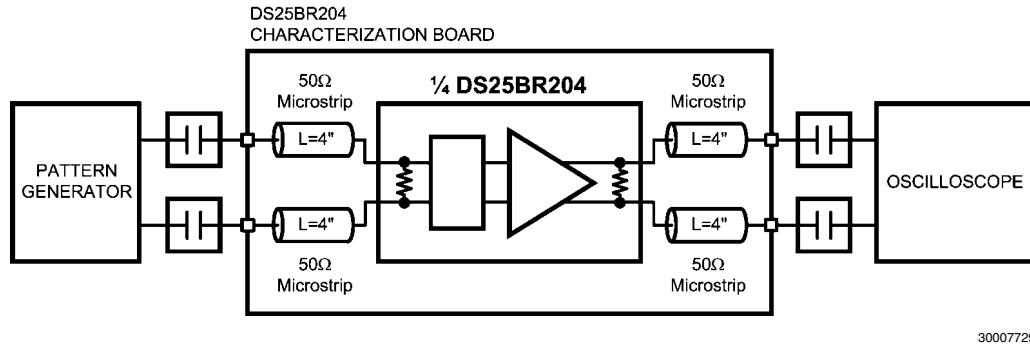 DS25BR204
CHARACTERIZATION BOARD
50Ω
Microstrip
¼ DS25BR204
50Ω
Microstrip
L=4"
L=4"
PATTERN
GENERATOR
OSCILLOSCOPE
L=4"
L=4"
50Ω
Microstrip
50Ω
Microstrip
30007729